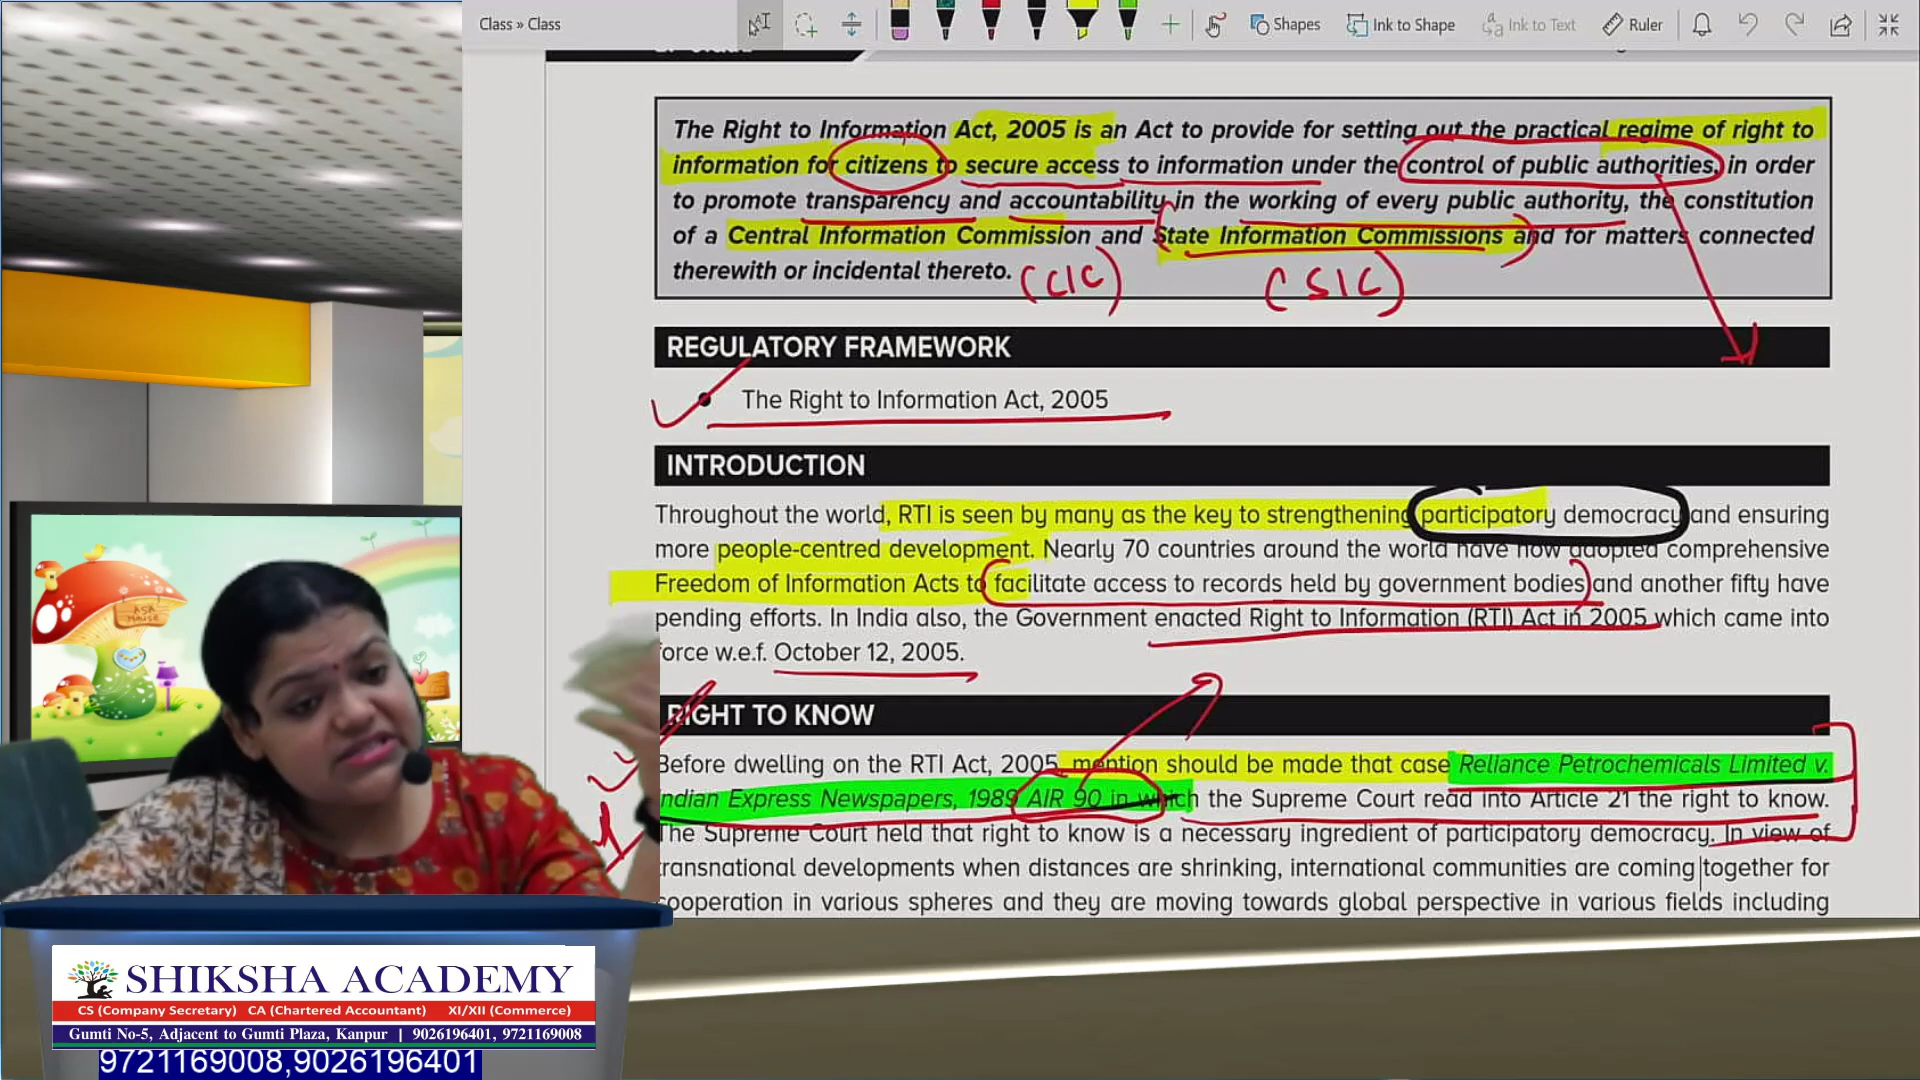 Class » Class
Shapes
Ink to Shape
Ink to Text
Ruler
The Right to Information Act, 2005 is an Act to provide for setting out the practical regime of right to
information for citizens to secure access to information under the control of public authorities, in order
to promote transparency and accountability in the working of every public authority, the constitution
of a Central Information Commission and State Information Commissions and for matters connected
therewith or incidental thereto.
(CIC)
(SIC)
REGULATORY FRAMEWORK
• The Right to Information Act, 2005
INTRODUCTION
Throughout the world, RTI is seen by many as the key to strengthening participatory democracy and ensuring
more people-centred development. Nearly 70 countries around the world have now adopted comprehensive
Freedom of Information Acts to facilitate access to records held by government bodies and another fifty have
pending efforts. In India also, the Government enacted Right to Information (RTI) Act in 2005 which came into
force w.e.f. October 12, 2005.
RIGHT TO KNOW
Before dwelling on the RTI Act, 2005, mention should be made that case Reliance Petrochemicals Limited v.
Indian Express Newspapers, 1989 AIR 90 in which the Supreme Court read into Article 21 the right to know.
The Supreme Court held that right to know is a necessary ingredient of participatory democracy. In view of
transnational developments when distances are shrinking, international communities are coming together for
cooperation in various spheres and they are moving towards global perspective in various fields including
ASA
HOUSE
SHIKSHA ACADEMY
CS (Company Secretary) CA (Chartered Accountant) XI/XII (Commerce)
Gumti No-5, Adjacent to Gumti Plaza, Kanpur | 9026196401, 9721169008
9721169008,9026196401